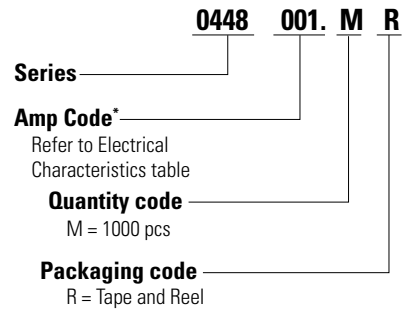 0448 001. M R
Series
Amp Code*
Refer to Electrical
Characteristics table
Quantity code
M = 1000 pcs
Packaging code
R = Tape and Reel